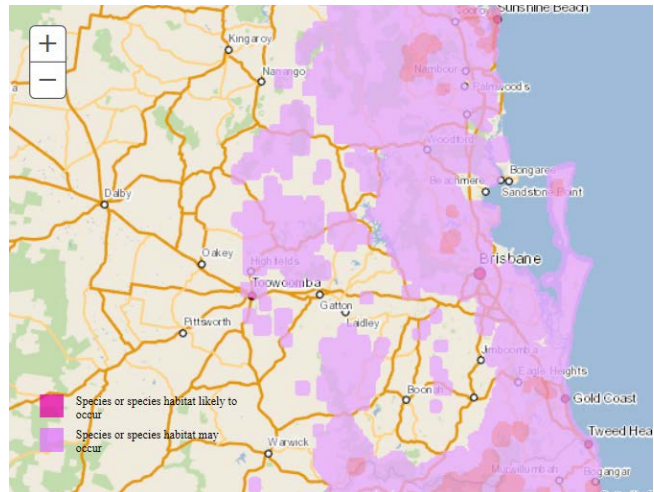 Sunshine Beach
Cooroy
Kingaroy
Nambour
Nanango
Palmwoods
Woodford
Bongaree
Beachmere
Sandstone Point
Dalby
Oakey
Highfields
Brisbane
Toowoomba
Gatton
Laidley
Pittsworth
Jimboomba
Eagle Heights
Boonah
Gold Coast
Species or species habitat likely to
occur
Species or species habitat may
occur
Warwick
Tweed Hea
Murwillumbah
Bogangar